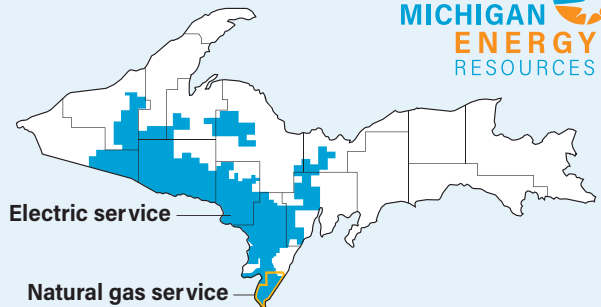 MICHIGAN
ENERGY
RESOURCES
Electric service
Natural gas service